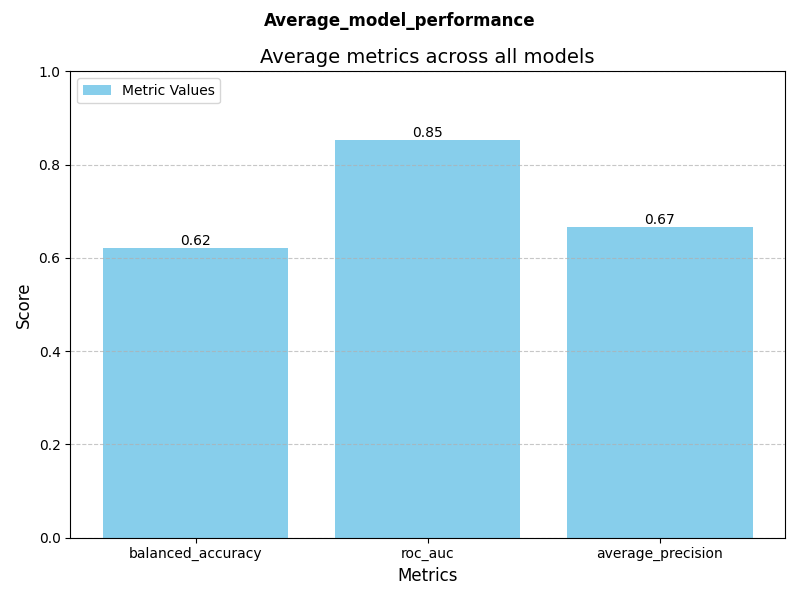 Average_model_performance
Average metrics across all models
Metric Values
1.0
0.8
0.6
0.4
0.2
0.0
Score
0.62
0.85
0.67
balanced_accuracy
roc_auc
average_precision
Metrics